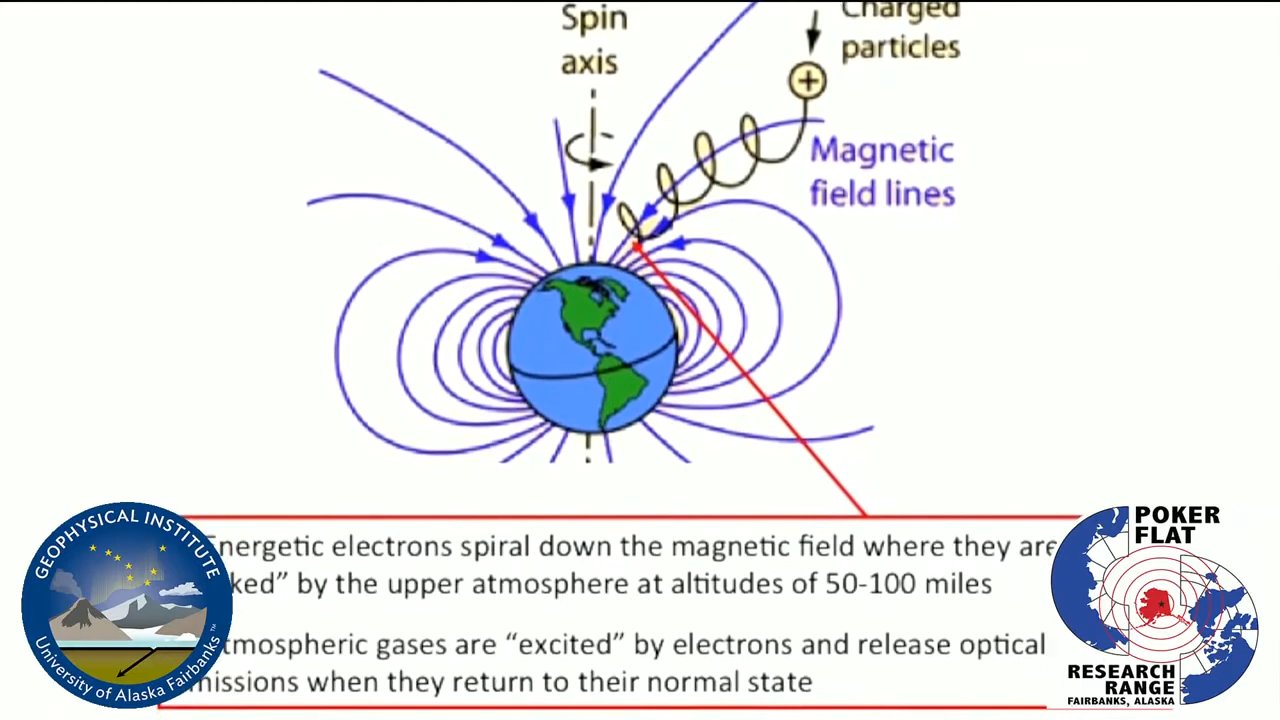 Spin
axis
Charged
particles
+
Magnetic
field lines
Energetic electrons spiral down the magnetic field where they are
ked” by the upper atmosphere at altitudes of 50-100 miles
tmospheric gases are “excited” by electrons and release optical
missions when they return to their normal state
GEOPHYSICAL INSTITUTE
University of Alaska Fairbanks™
POKER
FLAT
RESEARCH
RANGE
FAIRBANKS, ALASKA